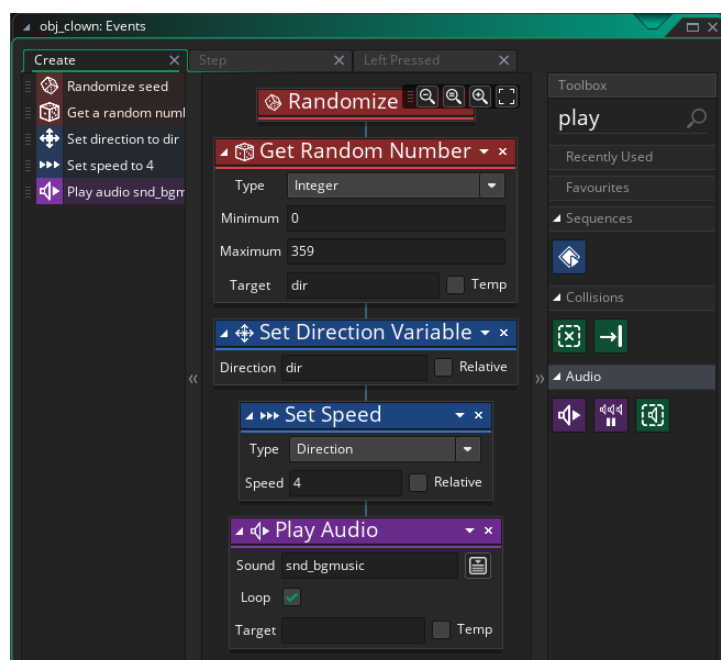 obj_clown: Events
Create
Step
Left Pressed
Randomize seed
Get a random numl
Set direction to dir
Set speed to 4
Play audio snd_bgm
Randomize
Get Random Number
Type Integer
Minimum 0
Maximum 359
Target dir Temp
Set Direction Variable
Direction dir Relative
Set Speed
Type Direction
Speed 4 Relative
Play Audio
Sound snd_bgmusic
Loop
Target Temp
Toolbox
play
Recently Used
Favourites
Sequences
Collisions
Audio